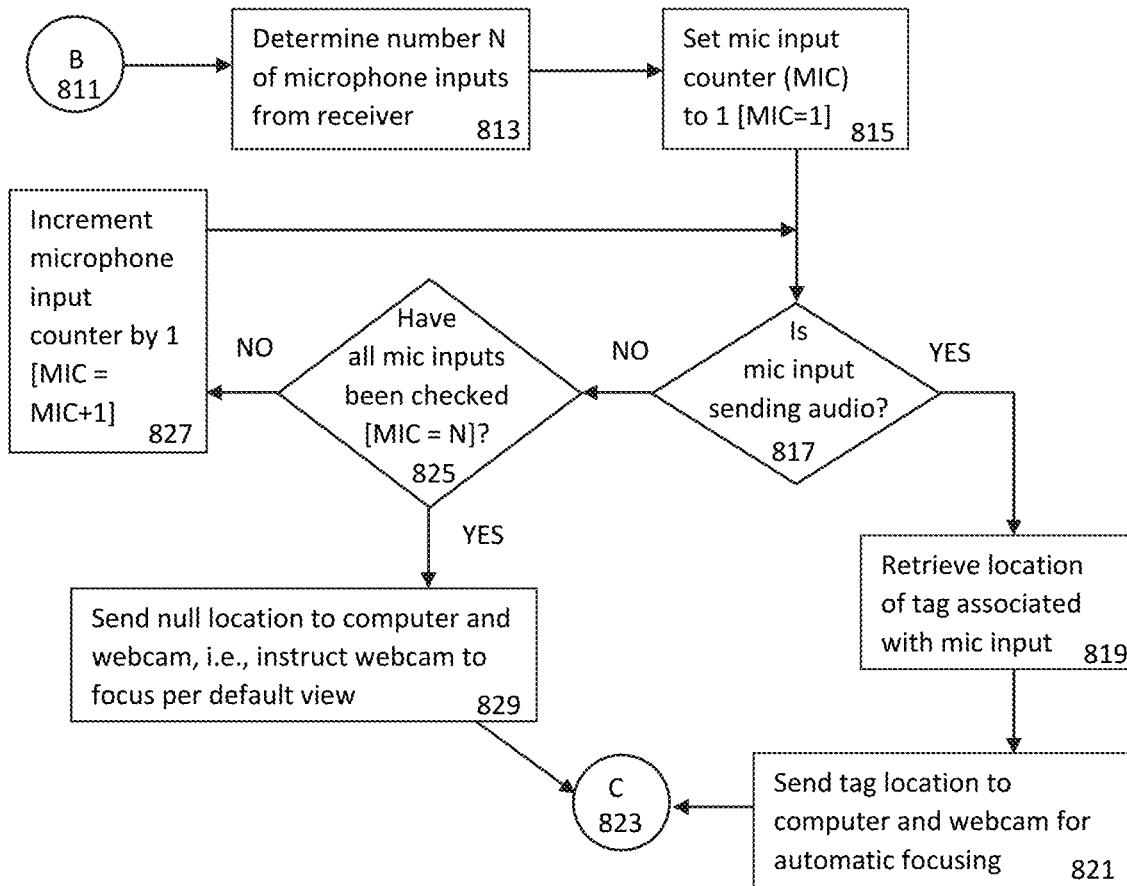 B
811
Determine number N
of microphone inputs
from receiver
813
Set mic input
counter (MIC)
to 1 [MIC=1]
815
Increment
microphone
input
counter by 1
[MIC =
MIC+1]
827
NO
Have
all mic inputs
been checked
[MIC = N]?
825
NO
Is
mic input
sending audio?
817
YES
YES
Retrieve location
of tag associated
with mic input
819
Send null location to computer and
webcam, i.e., instruct webcam to
focus per default view
829
C
823
Send tag location to
computer and webcam for
automatic focusing
821